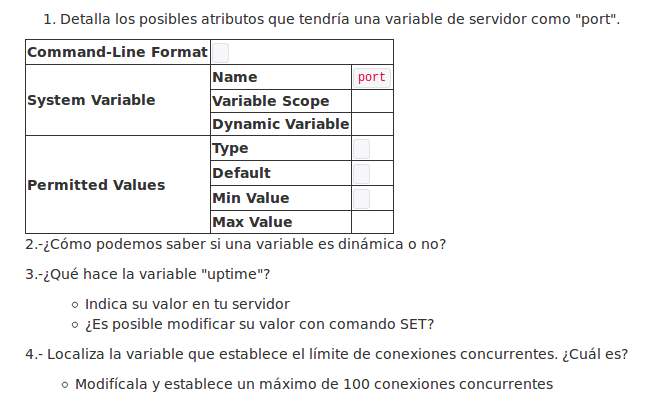 1. Detalla los posibles atributos que tendría una variable de servidor como "port".
Command-Line Format
System Variable
Name port
Variable Scope
Dynamic Variable
Permitted Values
Type
Default
Min Value
Max Value
2.-¿Cómo podemos saber si una variable es dinámica o no?
3.-¿Qué hace la variable "uptime"?
Indica su valor en tu servidor
¿Es posible modificar su valor con comando SET?
4.- Localiza la variable que establece el límite de conexiones concurrentes. ¿Cuál es?
Modifícala y establece un máximo de 100 conexiones concurrentes